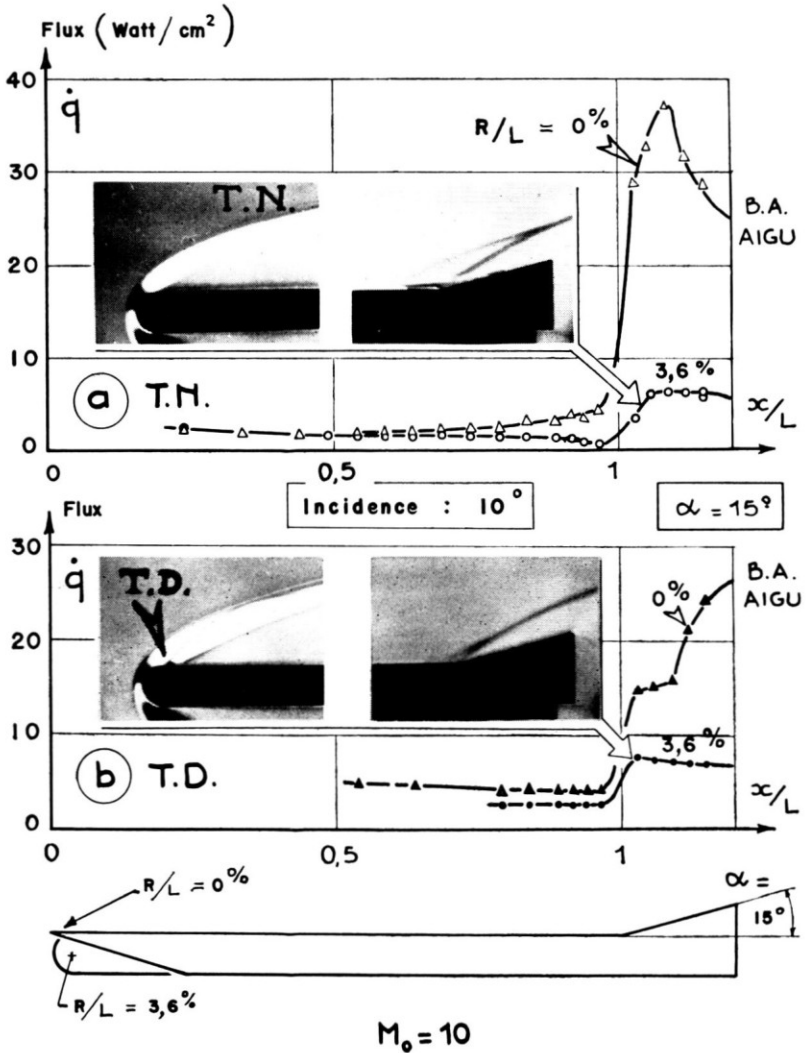 Flux (Watt/cm²)
40
q̇
R/L = 0%
30
T.N.
B.A.
AIGU
20
10
3,6%
a T.N.
x/L
0
0 0,5 1
Incidence : 10°
α = 15°
Flux
30
q̇
T.D.
B.A.
AIGU
0%
20
10
3,6%
b T.D.
x/L
0
0 0,5 1
R/L = 0%
α =
15°
R/L = 3,6%
M₀ = 10